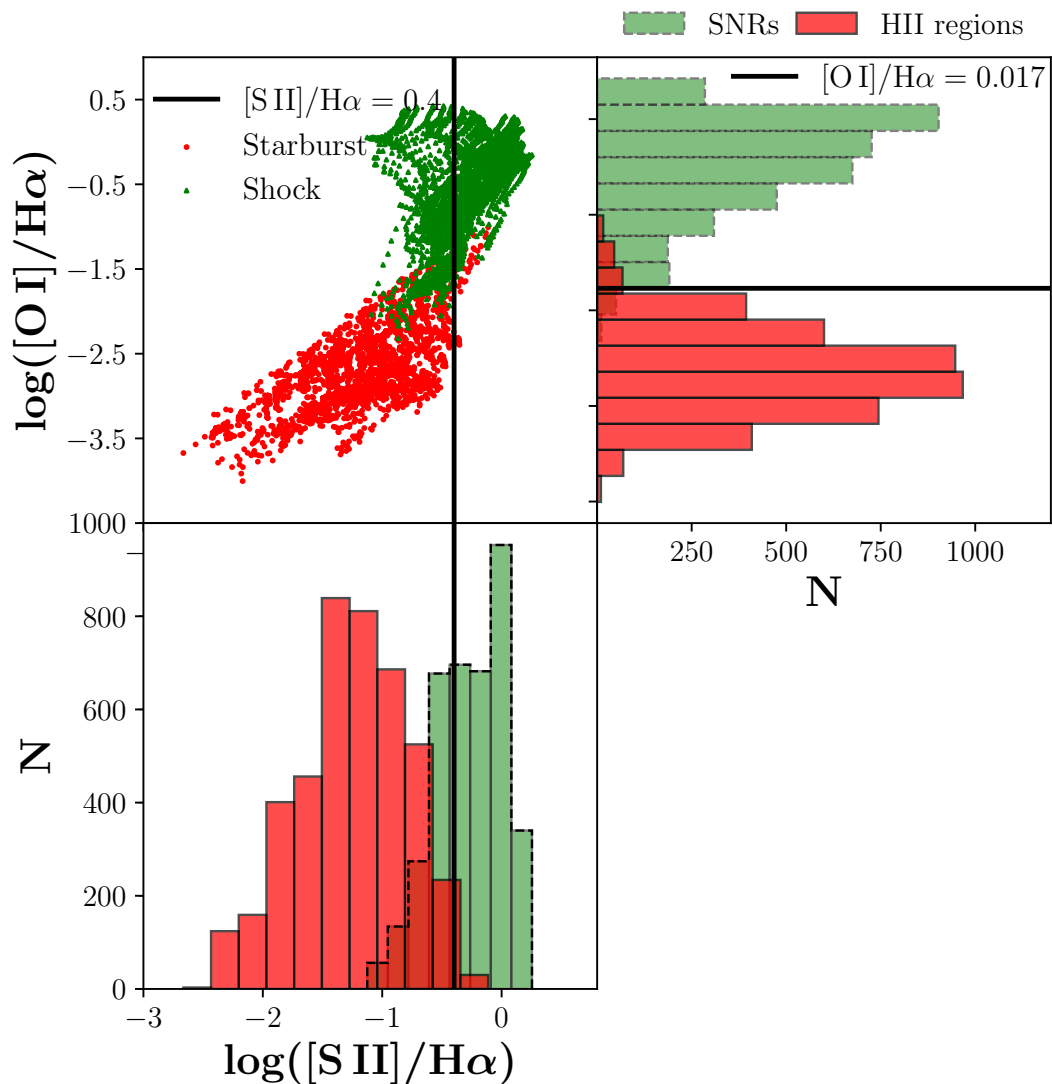 SNRs HII regions
[S II]/Hα = 0.4
Starburst
Shock
[O I]/Hα = 0.017
log([O I]/Hα)
0.5
−0.5
−1.5
−2.5
−3.5
−
250 500 750 1000
N
1000
800
600
400
200
0
N
−3 −2 −1 0
log([S II]/Hα)